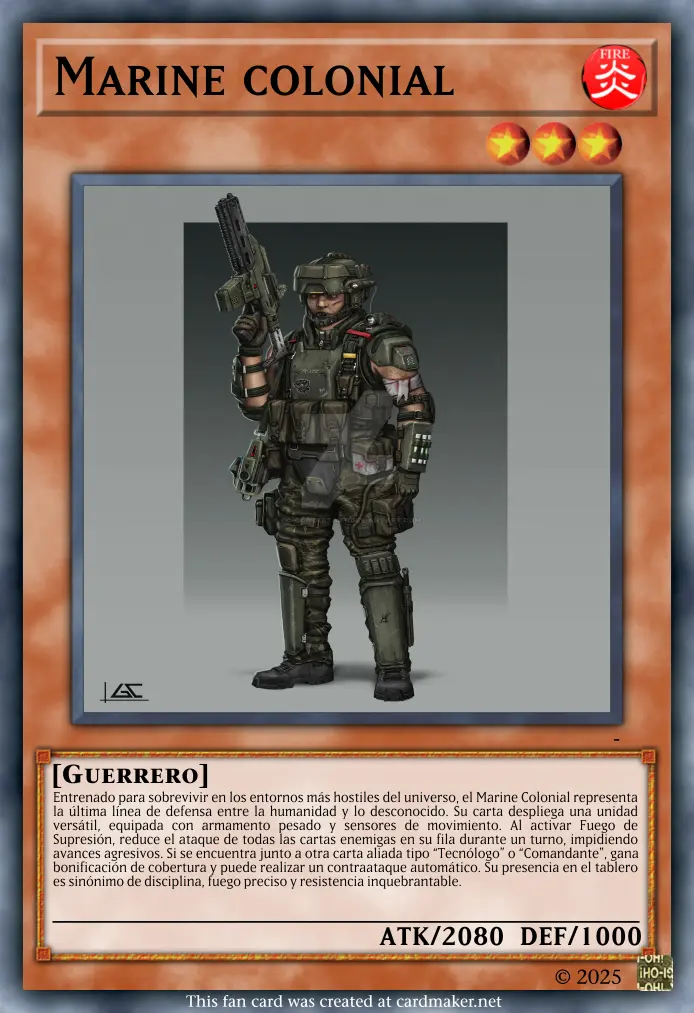 Marine colonial
FIRE
炎
GC
-
[Guerrero]
Entrenado para sobrevivir en los entornos más hostiles del universo, el Marine Colonial representa
la última línea de defensa entre la humanidad y lo desconocido. Su carta despliega una unidad
versátil, equipada con armamento pesado y sensores de movimiento. Al activar Fuego de
Supresión, reduce el ataque de todas las cartas enemigas en su fila durante un turno, impidiendo
avances agresivos. Si se encuentra junto a otra carta aliada tipo “Tecnólogo” o “Comandante”, gana
bonificación de cobertura y puede realizar un contraataque automático. Su presencia en el tablero
es sinónimo de disciplina, fuego preciso y resistencia inquebrantable.
ATK/2080 DEF/1000
© 2025
This fan card was created at cardmaker.net